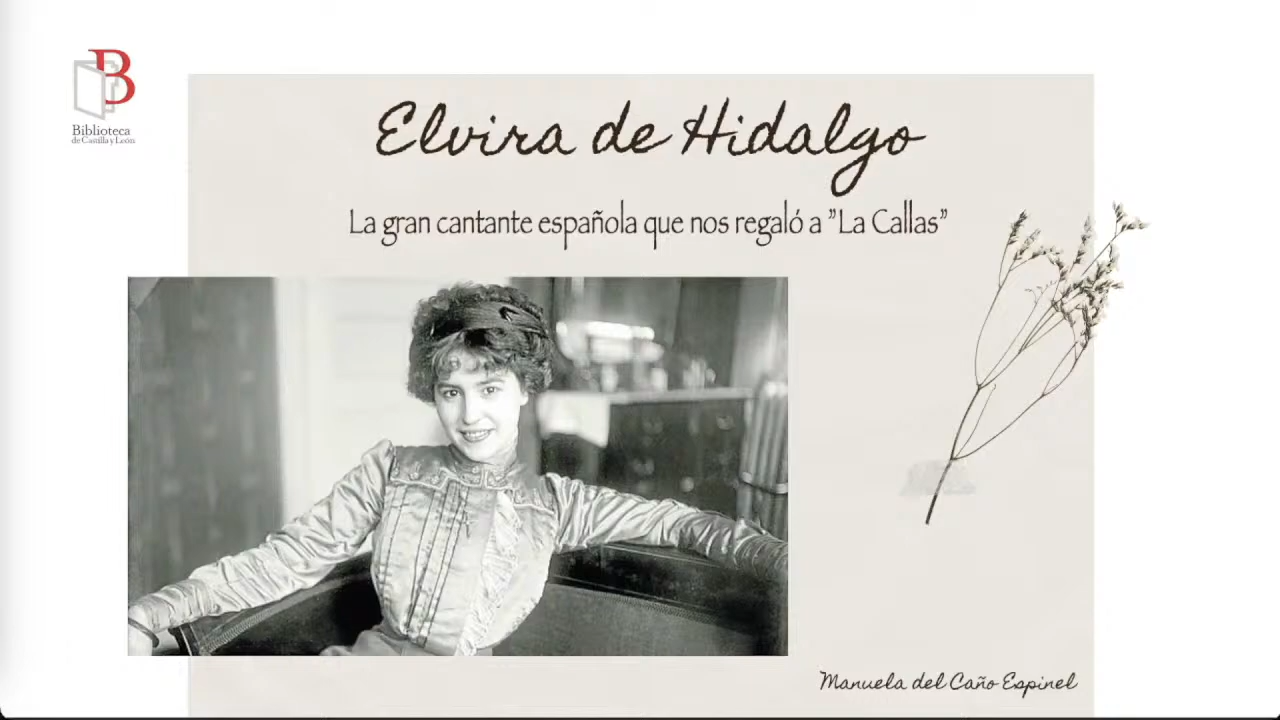 B
Biblioteca
de Castilla y León
Elvira de Hidalgo
La gran cantante española que nos regaló a ”La Callas”
Manuela del Caño Espinel